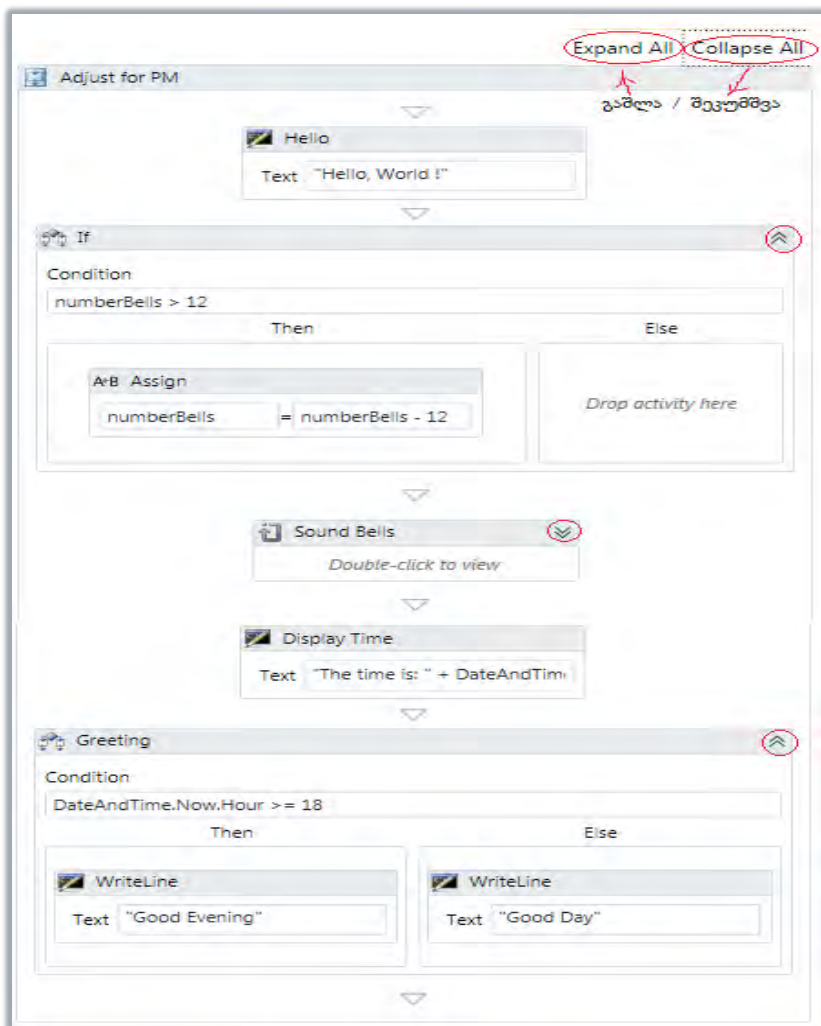 Expand All Collapse All
Adjust for PM
გაშლა / შეკუმშვა
Hello
Text "Hello, World !"
If
Condition
numberBells > 12
Then Else
A+B Assign
numberBells = numberBells - 12
Drop activity here
Sound Bells
Double-click to view
Display Time
Text "The time is: " + DateAndTim
Greeting
Condition
DateAndTime.Now.Hour >= 18
Then Else
WriteLine WriteLine
Text "Good Evening" Text "Good Day"